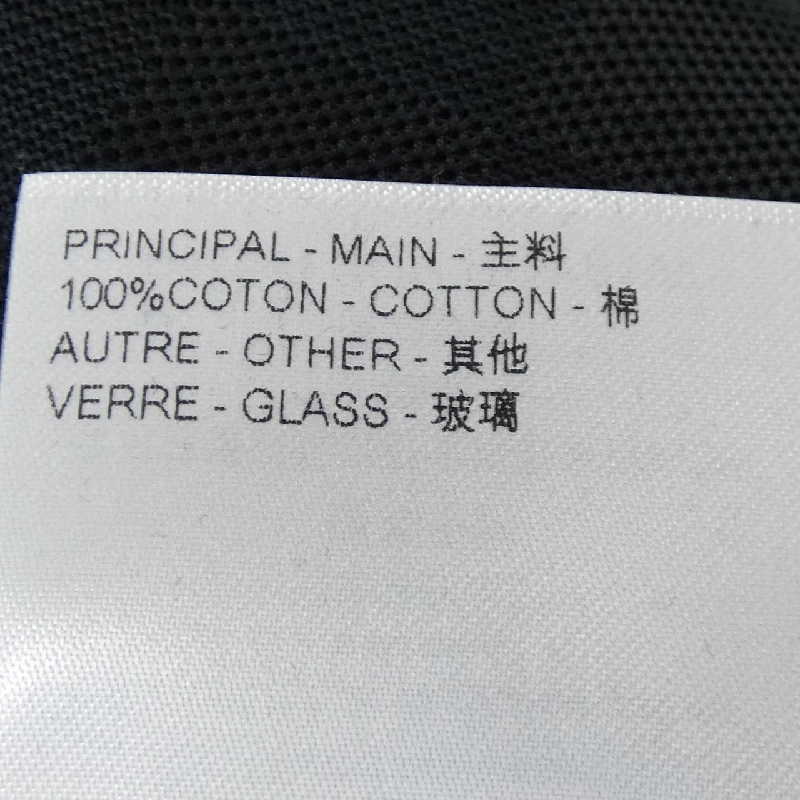 PRINCIPAL - MAIN - 主料
100%COTON - COTTON - 棉
AUTRE - OTHER - 其他
VERRE - GLASS - 玻璃